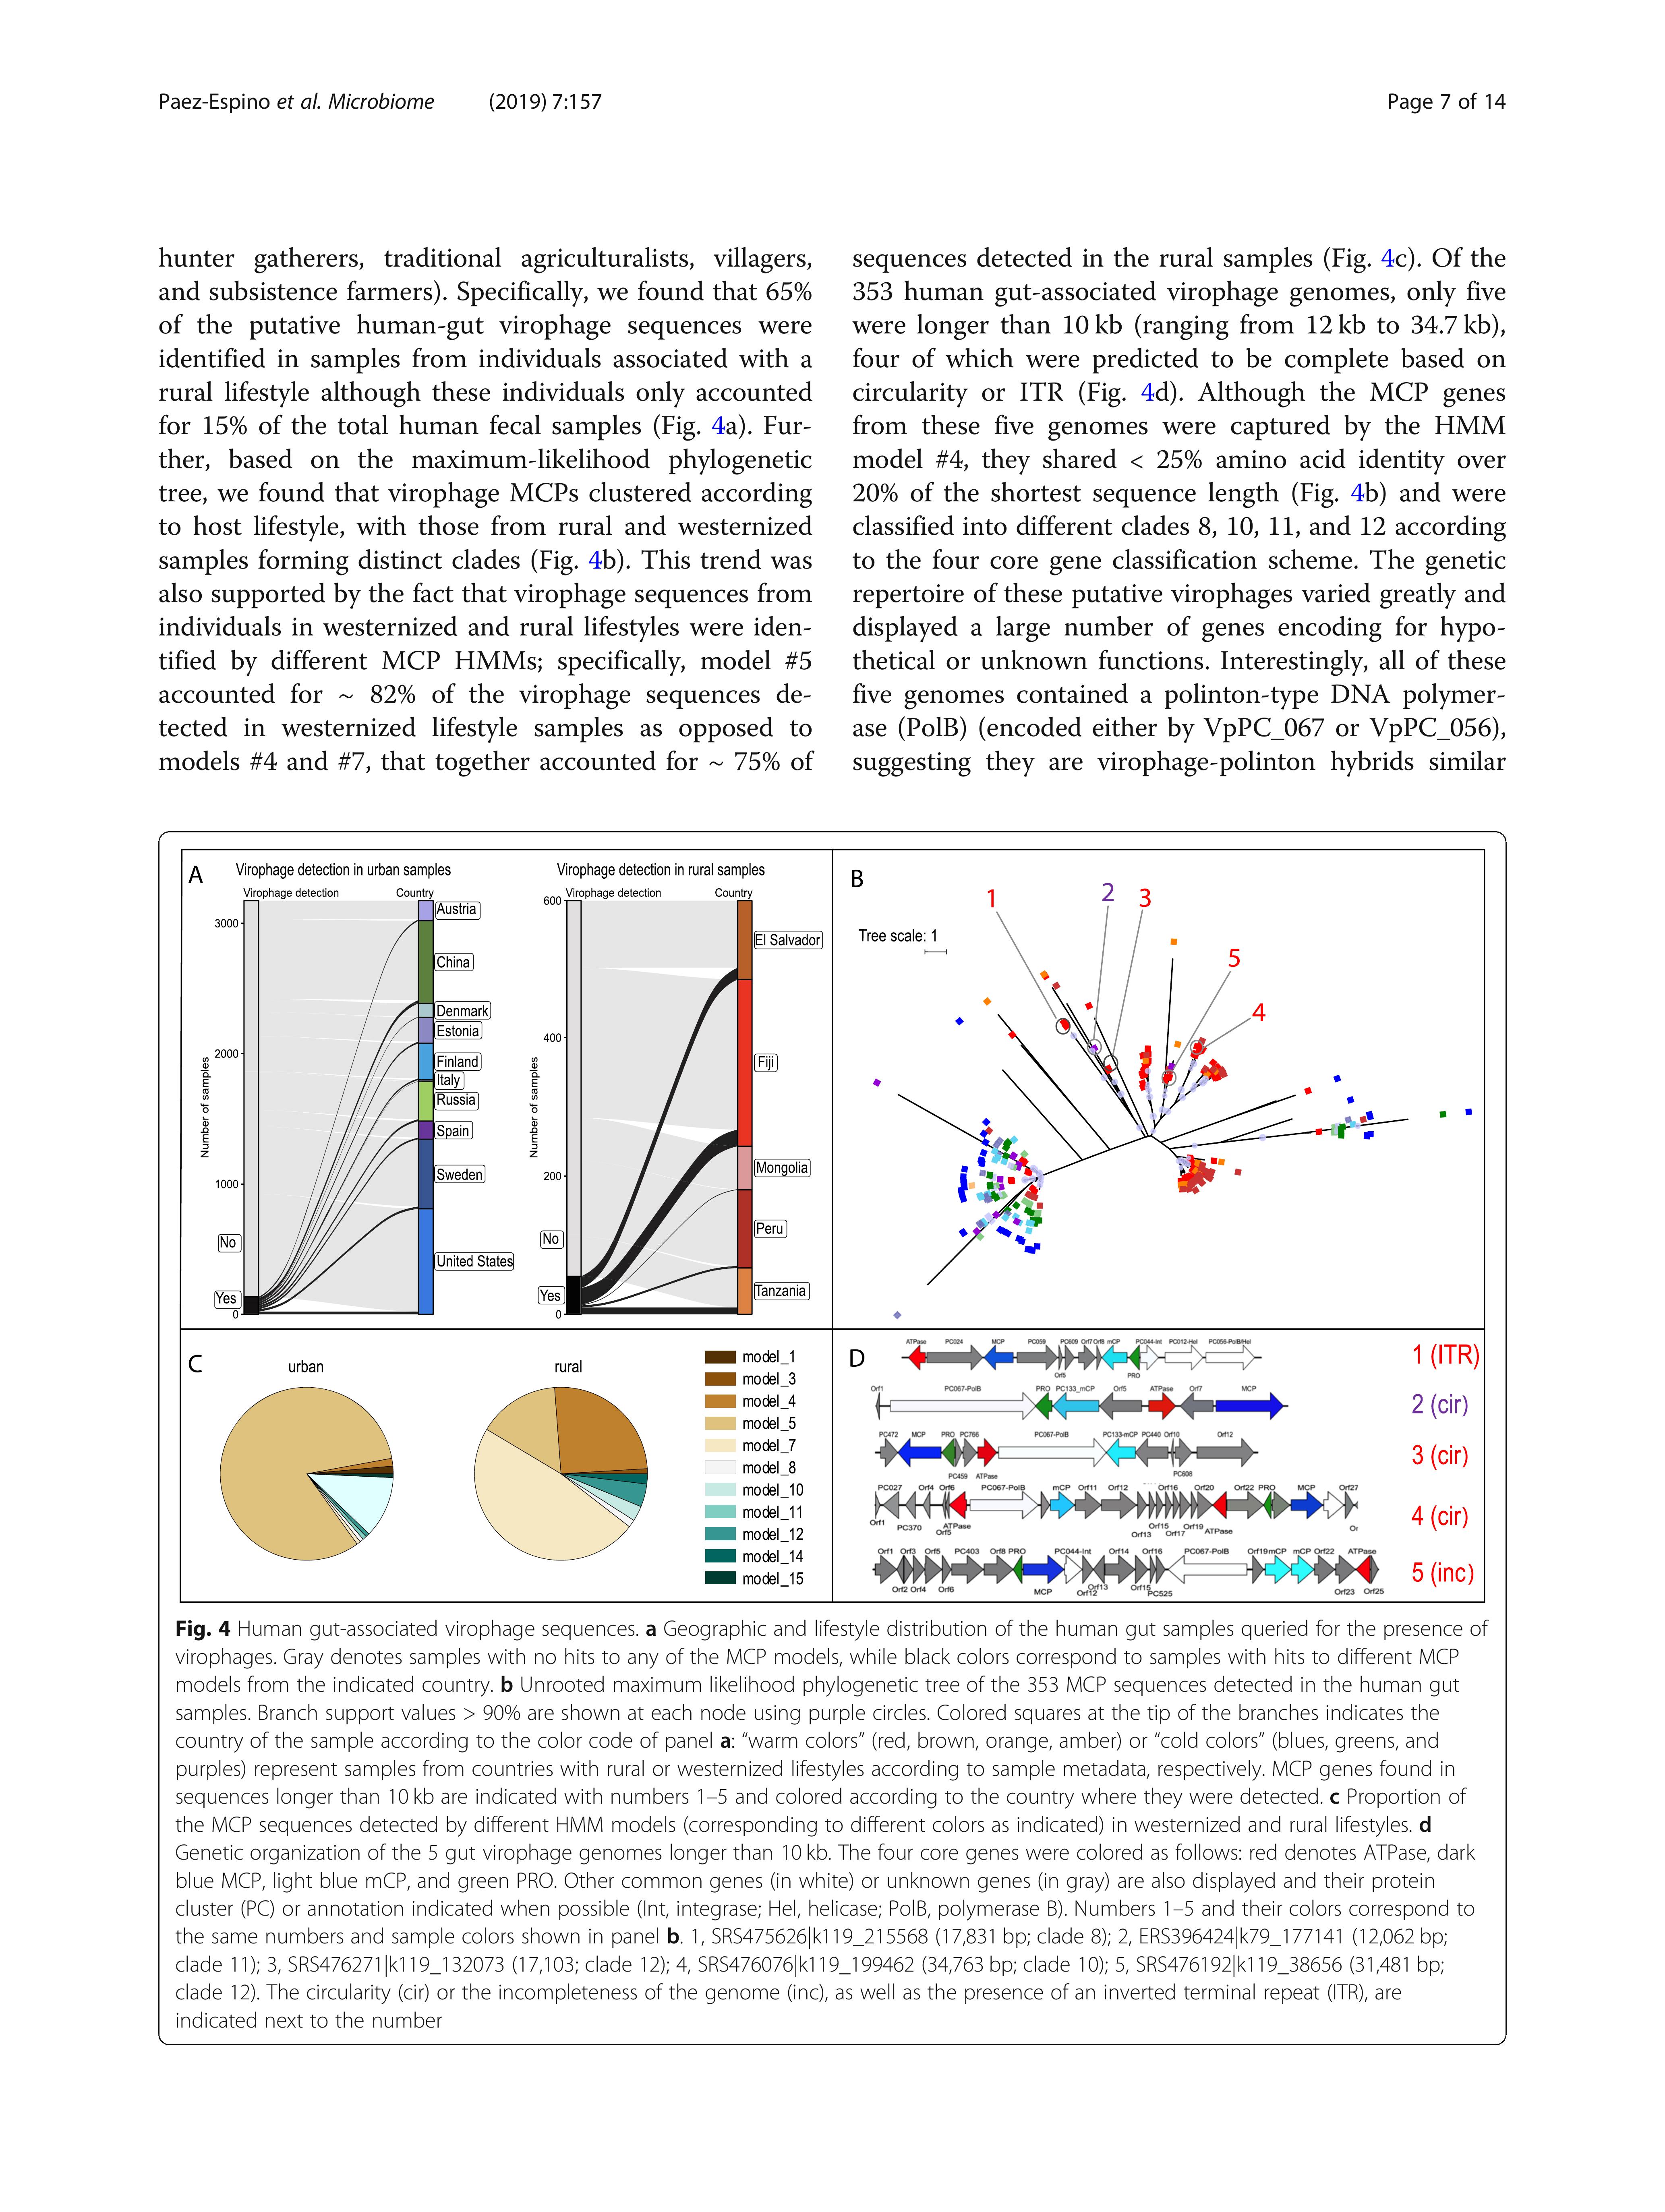 Paez-Espino et al. Microbiome (2019) 7:157 Page 7 of 14
hunter gatherers, traditional agriculturalists, villagers,
and subsistence farmers). Specifically, we found that 65%
of the putative human-gut virophage sequences were
identified in samples from individuals associated with a
rural lifestyle although these individuals only accounted
for 15% of the total human fecal samples (Fig. 4a). Fur-
ther, based on the maximum-likelihood phylogenetic
tree, we found that virophage MCPs clustered according
to host lifestyle, with those from rural and westernized
samples forming distinct clades (Fig. 4b). This trend was
also supported by the fact that virophage sequences from
individuals in westernized and rural lifestyles were iden-
tified by different MCP HMMs; specifically, model #5
accounted for ~ 82% of the virophage sequences de-
tected in westernized lifestyle samples as opposed to
models #4 and #7, that together accounted for ~ 75% of
sequences detected in the rural samples (Fig. 4c). Of the
353 human gut-associated virophage genomes, only five
were longer than 10 kb (ranging from 12 kb to 34.7 kb),
four of which were predicted to be complete based on
circularity or ITR (Fig. 4d). Although the MCP genes
from these five genomes were captured by the HMM
model #4, they shared < 25% amino acid identity over
20% of the shortest sequence length (Fig. 4b) and were
classified into different clades 8, 10, 11, and 12 according
to the four core gene classification scheme. The genetic
repertoire of these putative virophages varied greatly and
displayed a large number of genes encoding for hypo-
thetical or unknown functions. Interestingly, all of these
five genomes contained a polinton-type DNA polymer-
ase (PolB) (encoded either by VpPC_067 or VpPC_056),
suggesting they are virophage-polinton hybrids similar
A
Virophage detection in urban samples
Virophage detection Country
Number of samples
3000
2000
1000
0
No
Yes
Austria
China
Denmark
Estonia
Finland
Italy
Russia
Spain
Sweden
United States
Virophage detection in rural samples
Virophage detection Country
Number of samples
600
400
200
0
No
Yes
El Salvador
Fiji
Mongolia
Peru
Tanzania
B
Tree scale: 1
1
2
3
5
4
C
urban
rural
model_1
model_3
model_4
model_5
model_7
model_8
model_10
model_11
model_12
model_14
model_15
D
ATPase PC024 MCP PC059 PC609 Orf7 Orf8 mCP PC044-Int PC012-Hel PC056-PolB/Hel
Orf5 PRO
1 (ITR)
Orf1 PC067-PolB PRO PC133_mCP Orf5 ATPase Orf7 MCP
2 (cir)
PC472 MCP PRO PC766 PC067-PolB PC133-mCP PC440 Orf10 Orf12
PC459 ATPase PC608
3 (cir)
PC027 Orf4 Orf6 PC067-PolB mCP Orf11 Orf12 Orf16 Orf20 Orf22 PRO MCP Orf27
Orf1 PC370 Orf5 ATPase Orf13 Orf15 Orf17 Orf19 ATPase Or
4 (cir)
Orf1 Orf3 Orf5 PC403 Orf8 PRO PC044-Int Orf14 Orf16 PC067-PolB Orf19 mCP mCP Orf22 ATPase
Orf2 Orf4 Orf6 MCP Orf12 Orf13 Orf15 PC525 Orf23 Orf25
5 (inc)
Fig. 4 Human gut-associated virophage sequences. a Geographic and lifestyle distribution of the human gut samples queried for the presence of
virophages. Gray denotes samples with no hits to any of the MCP models, while black colors correspond to samples with hits to different MCP
models from the indicated country. b Unrooted maximum likelihood phylogenetic tree of the 353 MCP sequences detected in the human gut
samples. Branch support values > 90% are shown at each node using purple circles. Colored squares at the tip of the branches indicates the
country of the sample according to the color code of panel a: “warm colors” (red, brown, orange, amber) or “cold colors” (blues, greens, and
purples) represent samples from countries with rural or westernized lifestyles according to sample metadata, respectively. MCP genes found in
sequences longer than 10 kb are indicated with numbers 1–5 and colored according to the country where they were detected. c Proportion of
the MCP sequences detected by different HMM models (corresponding to different colors as indicated) in westernized and rural lifestyles. d
Genetic organization of the 5 gut virophage genomes longer than 10 kb. The four core genes were colored as follows: red denotes ATPase, dark
blue MCP, light blue mCP, and green PRO. Other common genes (in white) or unknown genes (in gray) are also displayed and their protein
cluster (PC) or annotation indicated when possible (Int, integrase; Hel, helicase; PolB, polymerase B). Numbers 1–5 and their colors correspond to
the same numbers and sample colors shown in panel b. 1, SRS475626|k119_215568 (17,831 bp; clade 8); 2, ERS396424|k79_177141 (12,062 bp;
clade 11); 3, SRS476271|k119_132073 (17,103; clade 12); 4, SRS476076|k119_199462 (34,763 bp; clade 10); 5, SRS476192|k119_38656 (31,481 bp;
clade 12). The circularity (cir) or the incompleteness of the genome (inc), as well as the presence of an inverted terminal repeat (ITR), are
indicated next to the number